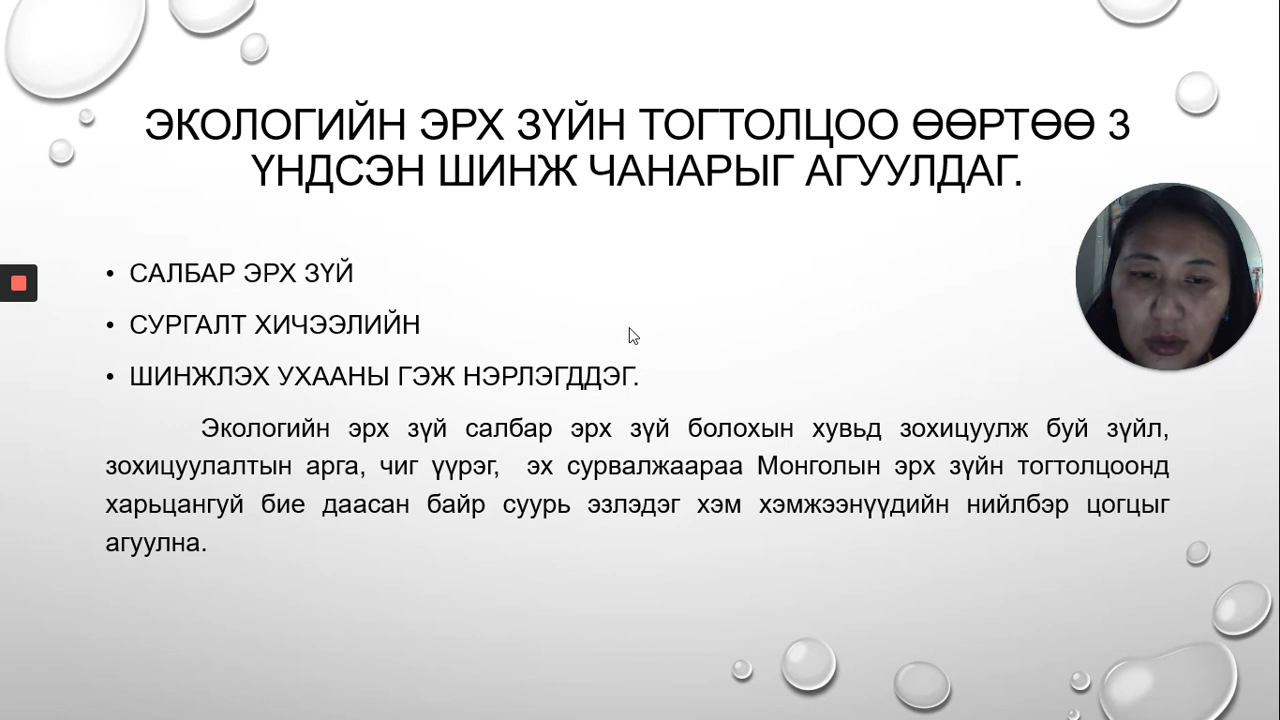 ЭКОЛОГИЙН ЭРХ ЗҮЙН ТОГТОЛЦОО ӨӨРТӨӨ 3
ҮНДСЭН ШИНЖ ЧАНАРЫГ АГУУЛДАГ.
• САЛБАР ЭРХ ЗҮЙ
• СУРГАЛТ ХИЧЭЭЛИЙН
• ШИНЖЛЭХ УХААНЫ ГЭЖ НЭРЛЭГДДЭГ.
Экологийн эрх зүй салбар эрх зүй болохын хувьд зохицуулж буй зүйл,
зохицуулалтын арга, чиг үүрэг, эх сурвалжаараа Монголын эрх зүйн тогтолцоонд
харьцангуй бие даасан байр суурь эзлэдэг хэм хэмжээнүүдийн нийлбэр цогцыг
агуулна.